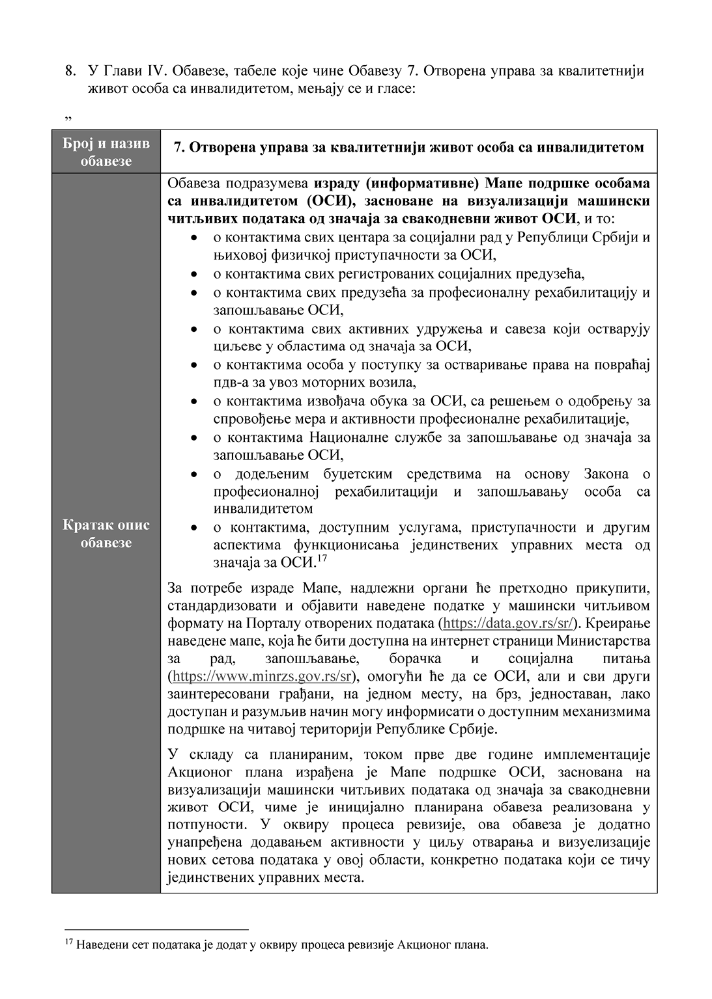 8. У Глави IV. Обавезе, табеле које чине Обавезу 7. Отворена управа за квалитетнији
живот особа са инвалидитетом, мењају се и гласе:
„
Број и назив
обавезе
7. Отворена управа за квалитетнији живот особа са инвалидитетом
Кратак опис
обавезе
Обавеза подразумева израду (информативне) Мапе подршке особама
са инвалидитетом (ОСИ), засноване на визуализацији машински
читљивих података од значаја за свакодневни живот ОСИ, и то:
• о контактима свих центара за социјални рад у Републици Србији и
њиховој физичкој приступачности за ОСИ,
• о контактима свих регистрованих социјалних предузећа,
• о контактима свих предузећа за професионалну рехабилитацију и
запошљавање ОСИ,
• о контактима свих активних удружења и савеза који остварују
циљеве у областима од значаја за ОСИ,
• о контактима особа у поступку за остваривање права на повраћај
пдв-а за увоз моторних возила,
• о контактима извођача обука за ОСИ, са решењем о одобрењу за
спровођење мера и активности професионалне рехабилитације,
• о контактима Националне службе за запошљавање од значаја за
запошљавање ОСИ,
• о додељеним буџетским средствима на основу Закона о
професионалној рехабилитацији и запошљавању особа са
инвалидитетом
• о контактима, доступним услугама, приступачности и другим
аспектима функционисања јединствених управних места од
значаја за ОСИ.17
За потребе израде Мапе, надлежни органи ће претходно прикупити,
стандардизовати и објавити наведене податке у машински читљивом
формату на Порталу отворених података (https://data.gov.rs/sr/). Креирање
наведене мапе, која ће бити доступна на интернет страници Министарства
за рад, запошљавање, борачка и социјална питања
(https://www.minrzs.gov.rs/sr), омогући ће да се ОСИ, али и сви други
заинтересовани грађани, на једном месту, на брз, једноставан, лако
доступан и разумљив начин могу информисати о доступним механизмима
подршке на читавој територији Републике Србије.
У складу са планираним, током прве две године имплементације
Акционог плана израђена је Мапе подршке ОСИ, заснована на
визуализацији машински читљивих података од значаја за свакодневни
живот ОСИ, чиме је иницијално планирана обавеза реализована у
потпуности. У оквиру процеса ревизије, ова обавеза је додатно
унапређена додавањем активности у циљу отварања и визуелизације
нових сетова података у овој области, конкретно података који се тичу
јединствених управних места.
17 Наведени сет података је додат у оквиру процеса ревизије Акционог плана.